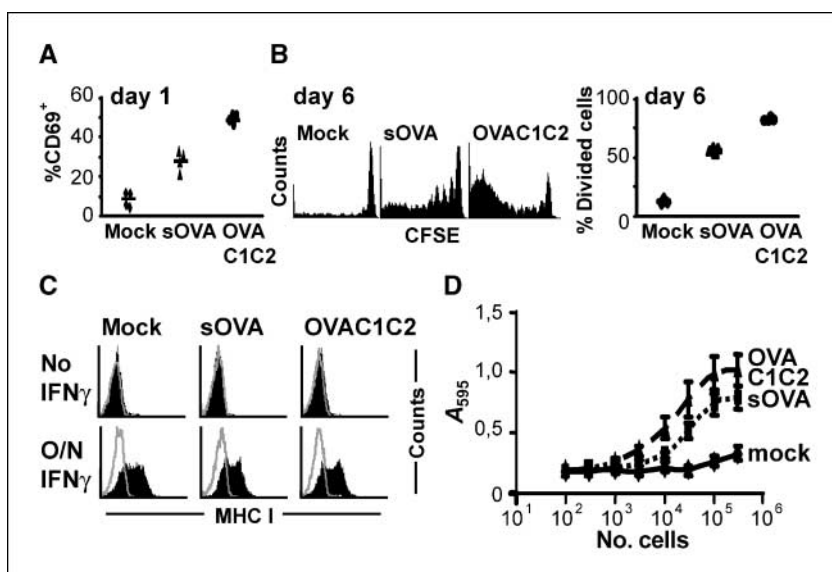 A
day 1
%CD69⁺
60
40
20
0
Mock sOVA OVA
C1C2
B
day 6
Mock sOVA OVAC1C2
Counts
CFSE
day 6
% Divided cells
100
50
0
Mock sOVA OVA
C1C2
C
Mock sOVA OVAC1C2
No
IFNγ
O/N
IFNγ
Counts
MHC I
D
A₅₉₅
1,5
1,0
0,5
0
OVA
C1C2
sOVA
mock
10¹ 10² 10³ 10⁴ 10⁵ 10⁶
No. cells